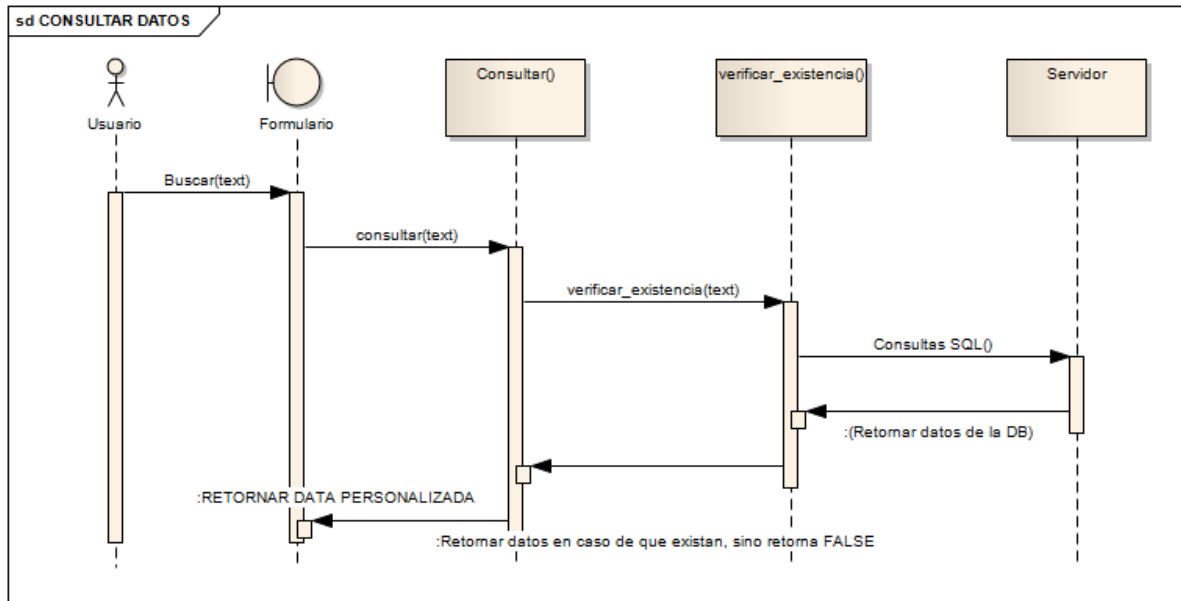 sd CONSULTAR DATOS
Usuario
Formulario
Consultar()
verificar_existencia()
Servidor
Buscar(text)
consultar(text)
verificar_existencia(text)
Consultas SQL()
:(Retornar datos de la DB)
:RETORNAR DATA PERSONALIZADA
:Retornar datos en caso de que existan, sino retorna FALSE